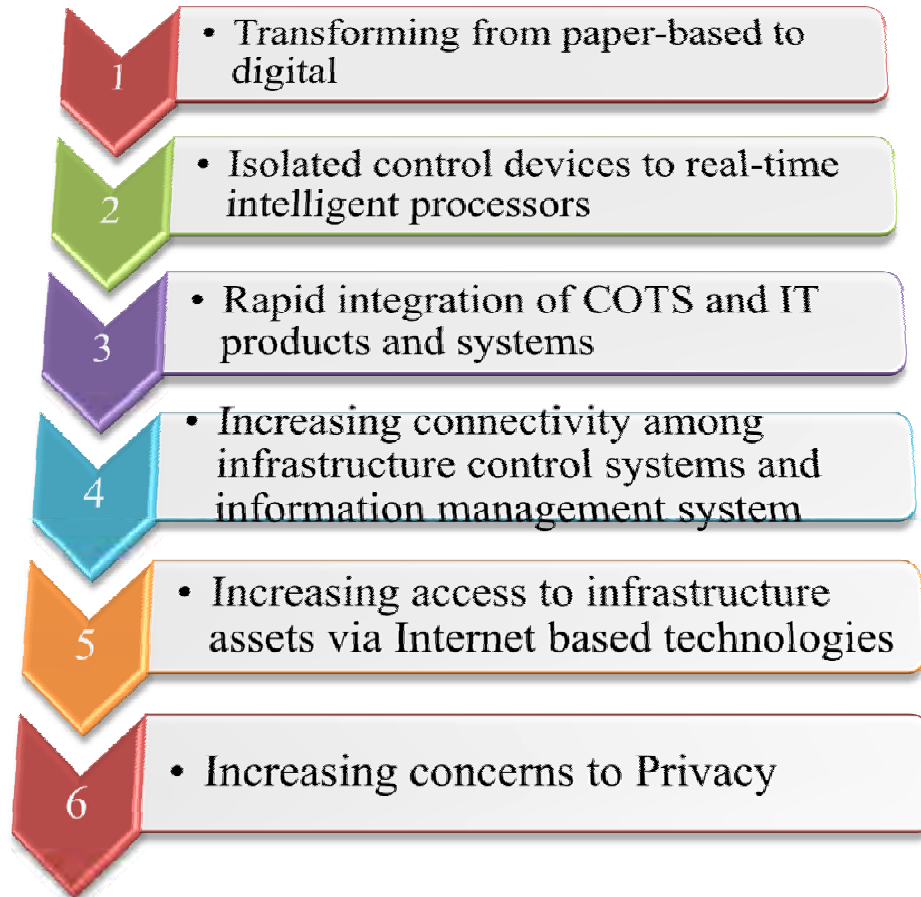 1
• Transforming from paper-based to
digital
2
• Isolated control devices to real-time
intelligent processors
3
• Rapid integration of COTS and IT
products and systems
4
• Increasing connectivity among
infrastructure control systems and
information management system
5
• Increasing access to infrastructure
assets via Internet based technologies
6
• Increasing concerns to Privacy